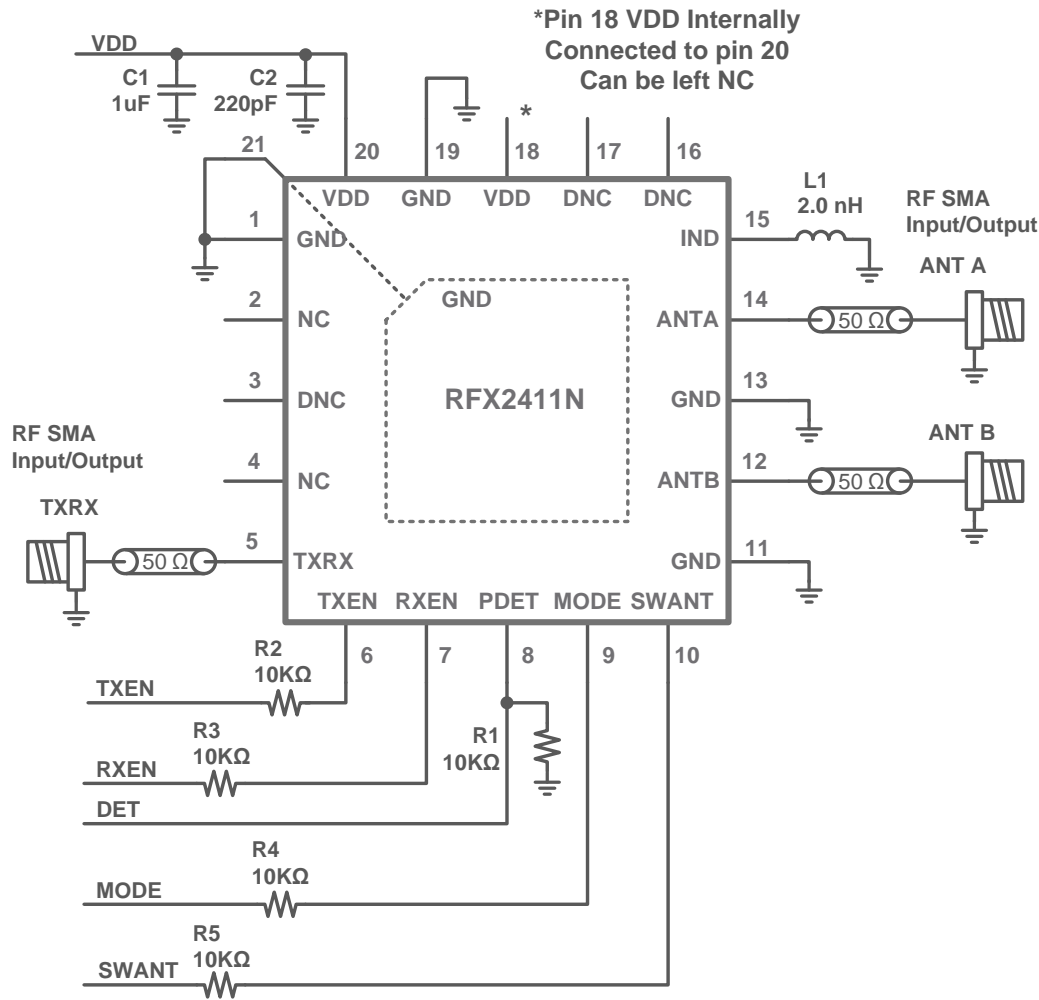 *Pin 18 VDD Internally
Connected to pin 20
Can be left NC
VDD
C1
1uF
C2
220pF
*
21
20
19
18
17
16
VDD
GND
VDD
DNC
DNC
L1
2.0 nH
RF SMA
Input/Output
ANT A
1
GND
15
IND
2
NC
GND
14
ANTA
50 Ω
3
DNC
RFX2411N
13
GND
RF SMA
Input/Output
TXRX
4
NC
12
ANTB
50 Ω
ANT B
50 Ω
5
TXRX
11
GND
TXEN
RXEN
PDET
MODE
SWANT
6
7
8
9
10
R2
10KΩ
TXEN
R3
10KΩ
R1
10KΩ
RXEN
DET
R4
10KΩ
MODE
R5
10KΩ
SWANT